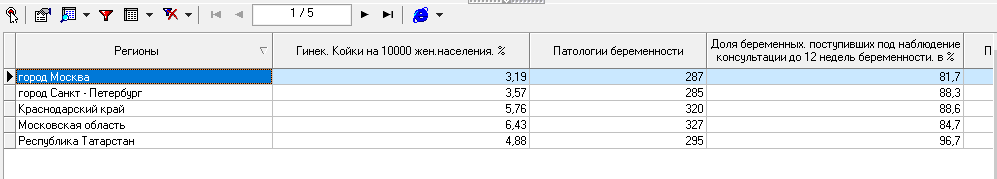 1 / 5
Регионы
Гинек. Койки на 10000 жен.населения. %
Патологии беременности
Доля беременных. поступивших под наблюдение
консультации до 12 недель беременности. в %
П
город Москва 3,19 287 81,7
город Санкт - Петербург 3,57 285 88,3
Краснодарский край 5,76 320 88,6
Московская область 6,43 327 84,7
Республика Татарстан 4,88 295 96,7